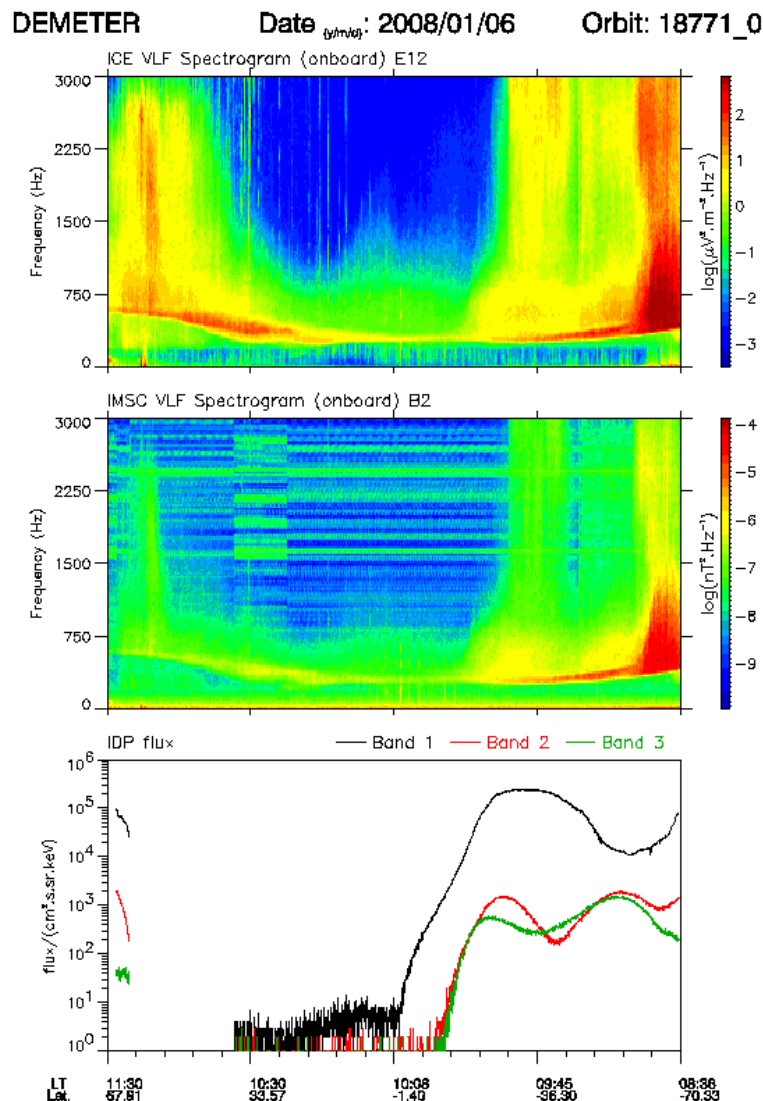 DEMETER Date (y/m/d): 2008/01/06 Orbit: 18771_0
ICE VLF Spectrogram (onboard) E12
3000
2250
1500
750
0
Frequency (Hz)
2
1
0
−1
−2
−3
log(μV².m⁻².Hz⁻¹)
IMSC VLF Spectrogram (onboard) B2
3000
2250
1500
750
0
Frequency (Hz)
−4
−5
−6
−7
−8
−9
log(nT².Hz⁻¹)
IDP flux Band 1 Band 2 Band 3
10⁶
10⁵
10⁴
10³
10²
10¹
10⁰
flux/(cm².s.sr.keV)
LT 11:30 10:30 10:08 09:45 08:36
Lat. 67.91 33.57 -1.40 -36.30 -70.33